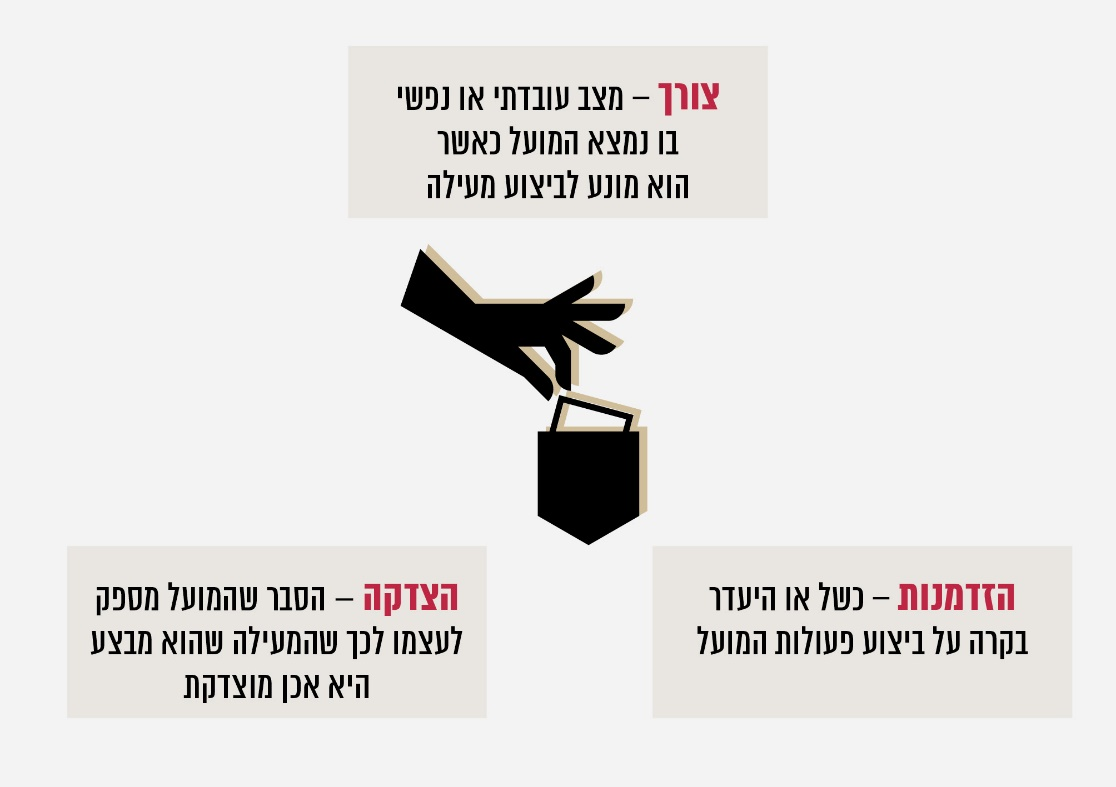 צורך – מצב עובדתי או נפשי
בו נמצא המועל כאשר
הוא מונע לביצוע מעילה
הזדמנות – כשל או היעדר
בקרה על ביצוע פעולות המועל
הצדקה – הסבר שהמועל מספק
לעצמו לכך שהמעילה שהוא מבצע
היא אכן מוצדקת